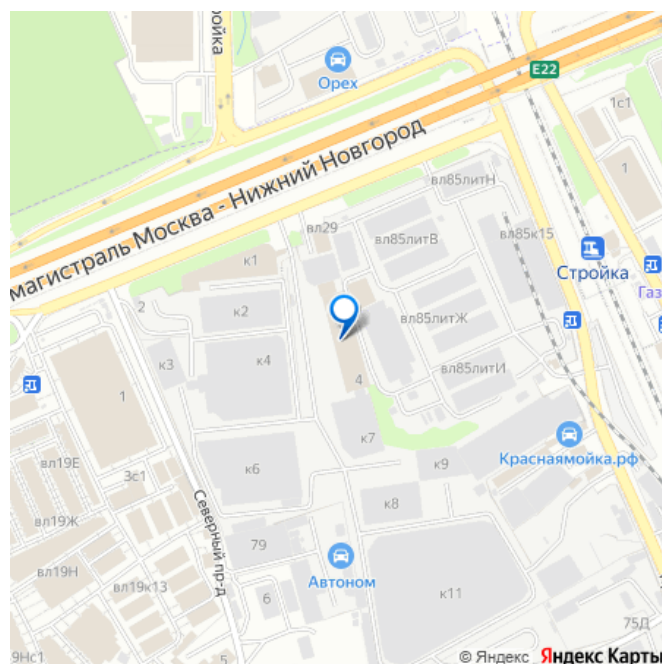 ройка
Орех
E22
1с1
1
магистраль Москва - Нижний Новгород
вл85литН
вл29
вл85литВ
вл85к15
к1
Стройка
Газ
2
к2
вл85литЖ
к3
к4
4
вл85литИ
1
к7
Краснаямойка.рф
вл19Е
3с1
к6
к9
вл19Ж
к8
Северный пр-д
79
Автоном
вл19Н
вл19к13
6
к11
75Д
9Нс1
5
© Яндекс Яндекс Карты